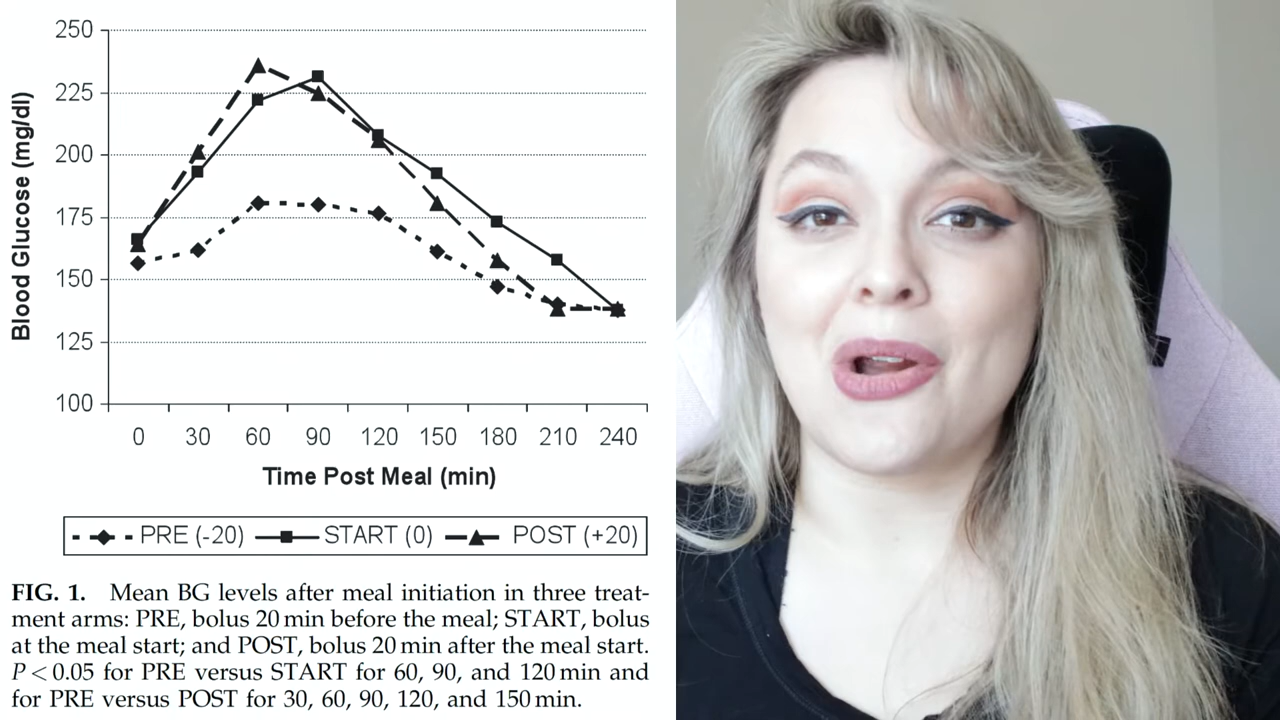 250
225
200
175
150
125
100
Blood Glucose (mg/dl)
0 30 60 90 120 150 180 210 240
Time Post Meal (min)
PRE (-20) START (0) POST (+20)
FIG. 1. Mean BG levels after meal initiation in three treat-
ment arms: PRE, bolus 20 min before the meal; START, bolus
at the meal start; and POST, bolus 20 min after the meal start.
P < 0.05 for PRE versus START for 60, 90, and 120 min and
for PRE versus POST for 30, 60, 90, 120, and 150 min.